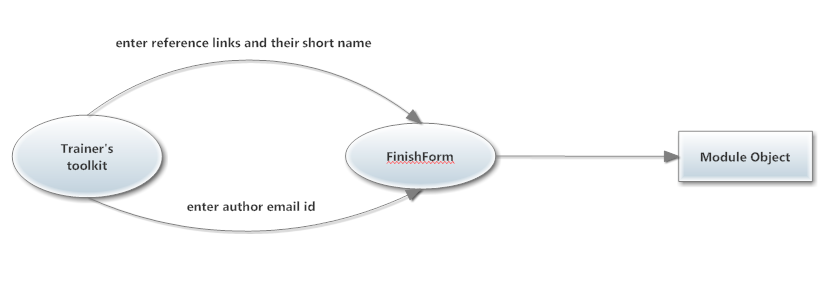 enter reference links and their short name
Trainer's
toolkit
FinishForm
Module Object
enter author email id